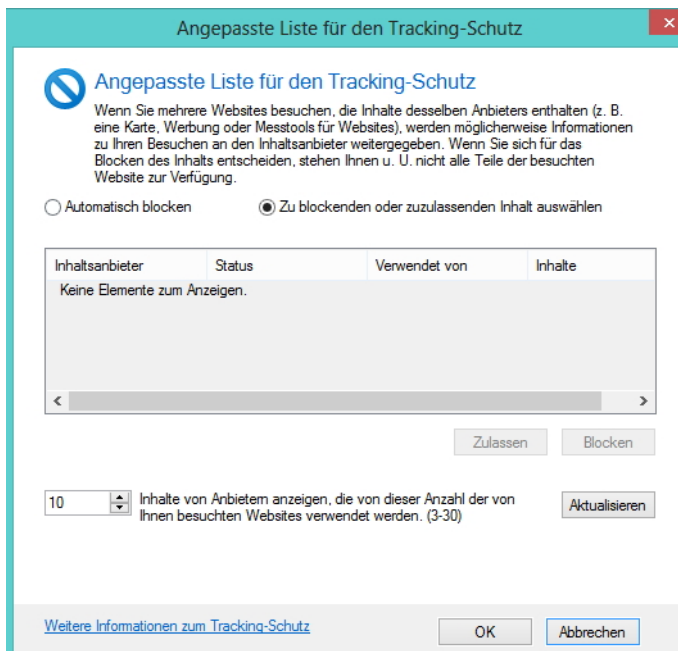 Angepasste Liste für den Tracking-Schutz
Angepasste Liste für den Tracking-Schutz
Wenn Sie mehrere Websites besuchen, die Inhalte desselben Anbieters enthalten (z. B.
eine Karte, Werbung oder Messtools für Websites), werden möglicherweise Informationen
zu Ihren Besuchen an den Inhaltsanbieter weitergegeben. Wenn Sie sich für das
Blocken des Inhalts entscheiden, stehen Ihnen u. U. nicht alle Teile der besuchten
Website zur Verfügung.
Automatisch blocken Zu blockenden oder zuzulassenden Inhalt auswählen
Inhaltsanbieter Status Verwendet von Inhalte
Keine Elemente zum Anzeigen.
Zulassen Blocken
10 Inhalte von Anbietern anzeigen, die von dieser Anzahl der von
Ihnen besuchten Websites verwendet werden. (3-30)
Aktualisieren
Weitere Informationen zum Tracking-Schutz OK Abbrechen